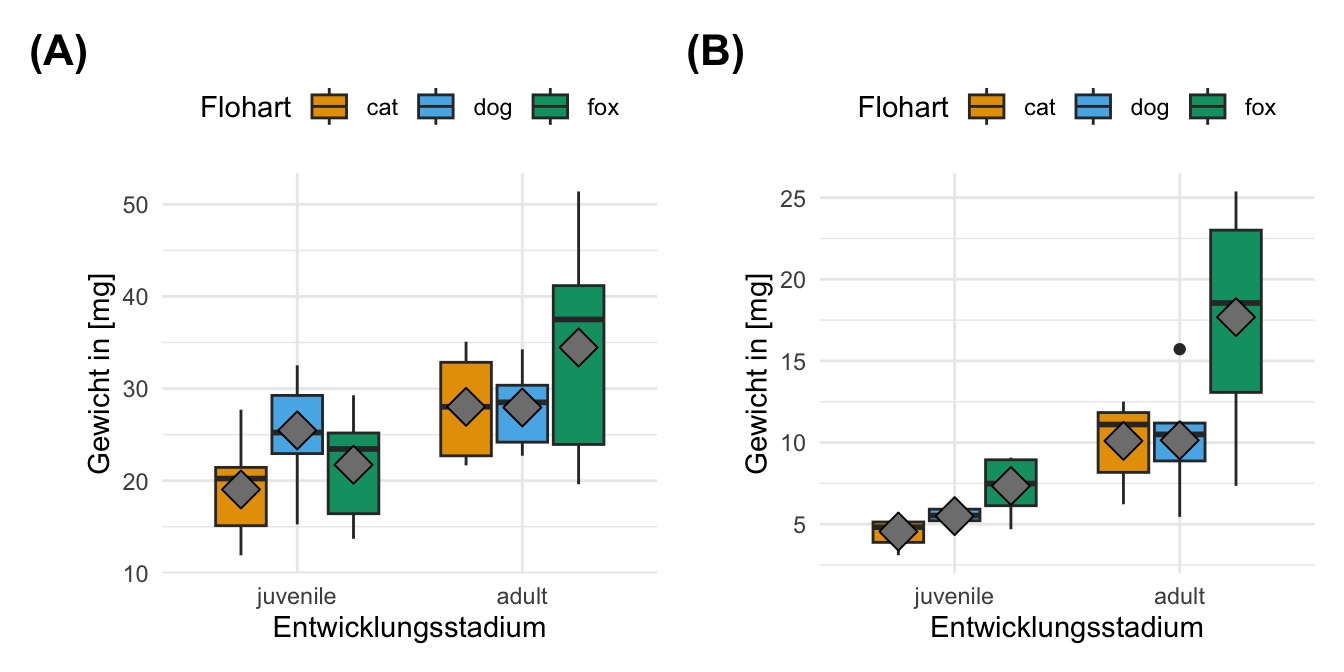 (A)
Flohart cat dog fox
50
40
30
20
10
Gewicht in [mg]
juvenile adult
Entwicklungsstadium
(B)
Flohart cat dog fox
25
20
15
10
5
Gewicht in [mg]
juvenile adult
Entwicklungsstadium